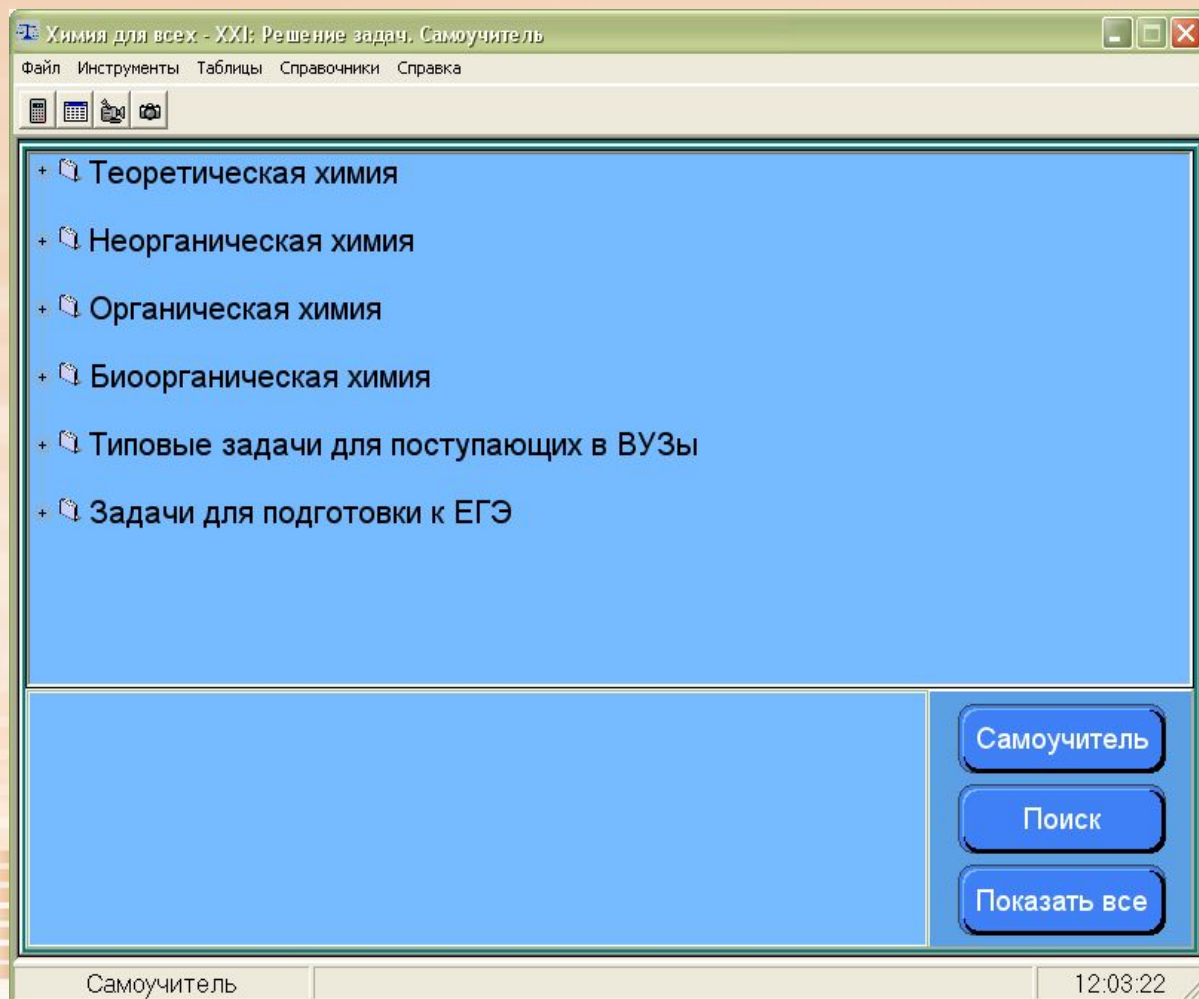 Химия для всех - XXI: Решение задач. Самоучитель
Файл Инструменты Таблицы Справочники Справка
Теоретическая химия
Неорганическая химия
Органическая химия
Биоорганическая химия
Типовые задачи для поступающих в ВУЗы
Задачи для подготовки к ЕГЭ
Самоучитель
Поиск
Показать все
Самоучитель 12:03:22